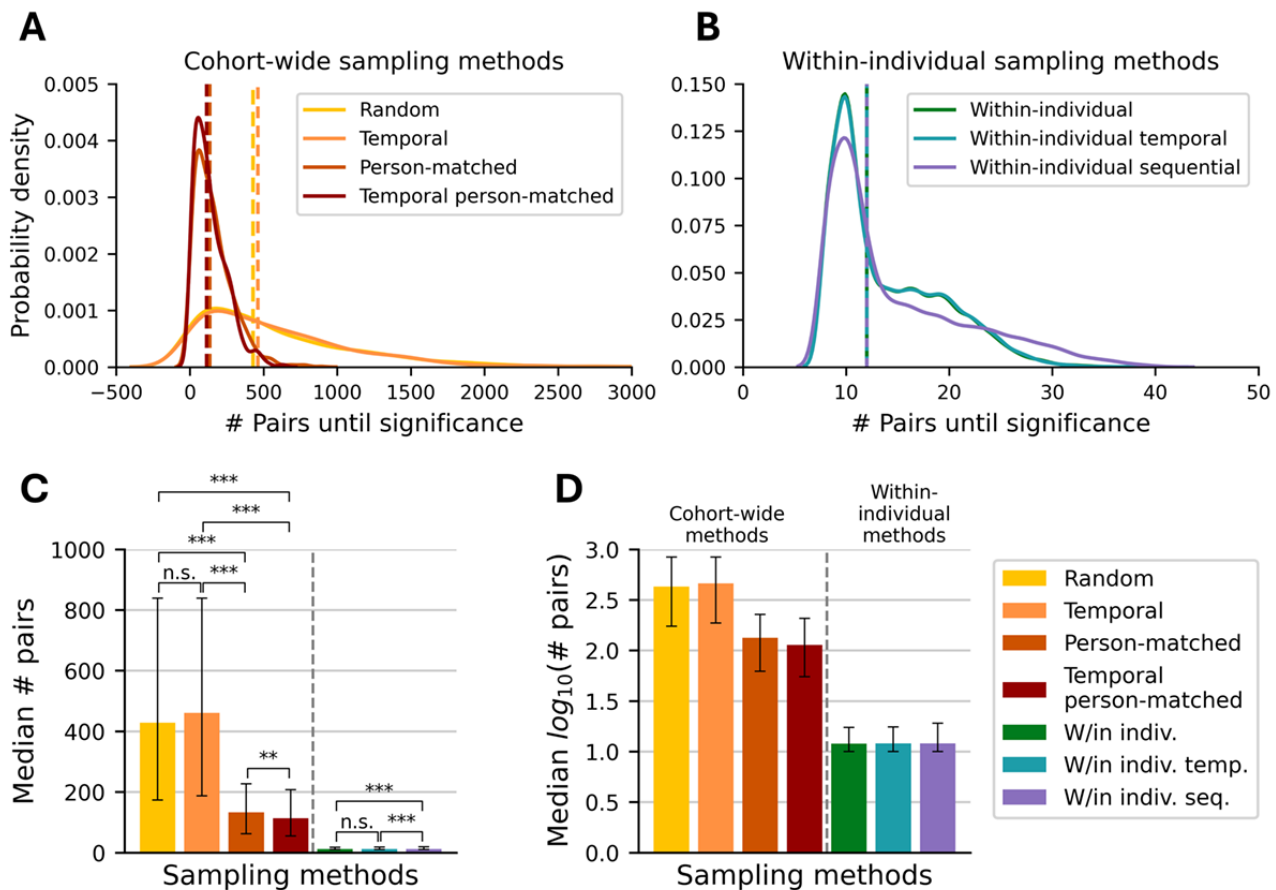 A
Cohort-wide sampling methods
0.005
0.004
0.003
0.002
0.001
0.000
Probability density
−500 0 500 1000 1500 2000 2500 3000
# Pairs until significance
Random
Temporal
Person-matched
Temporal person-matched
B
Within-individual sampling methods
0.150
0.125
0.100
0.075
0.050
0.025
0.000
0 10 20 30 40 50
# Pairs until significance
Within-individual
Within-individual temporal
Within-individual sequential
C
***
***
***
n.s. ***
**
***
n.s. ***
1000
800
600
400
200
0
Median # pairs
Sampling methods
D
Cohort-wide
methods
Within-
individual
methods
3.0
2.5
2.0
1.5
1.0
0.5
0.0
Median log10(# pairs)
Sampling methods
Random
Temporal
Person-matched
Temporal
person-matched
W/in indiv.
W/in indiv. temp.
W/in indiv. seq.